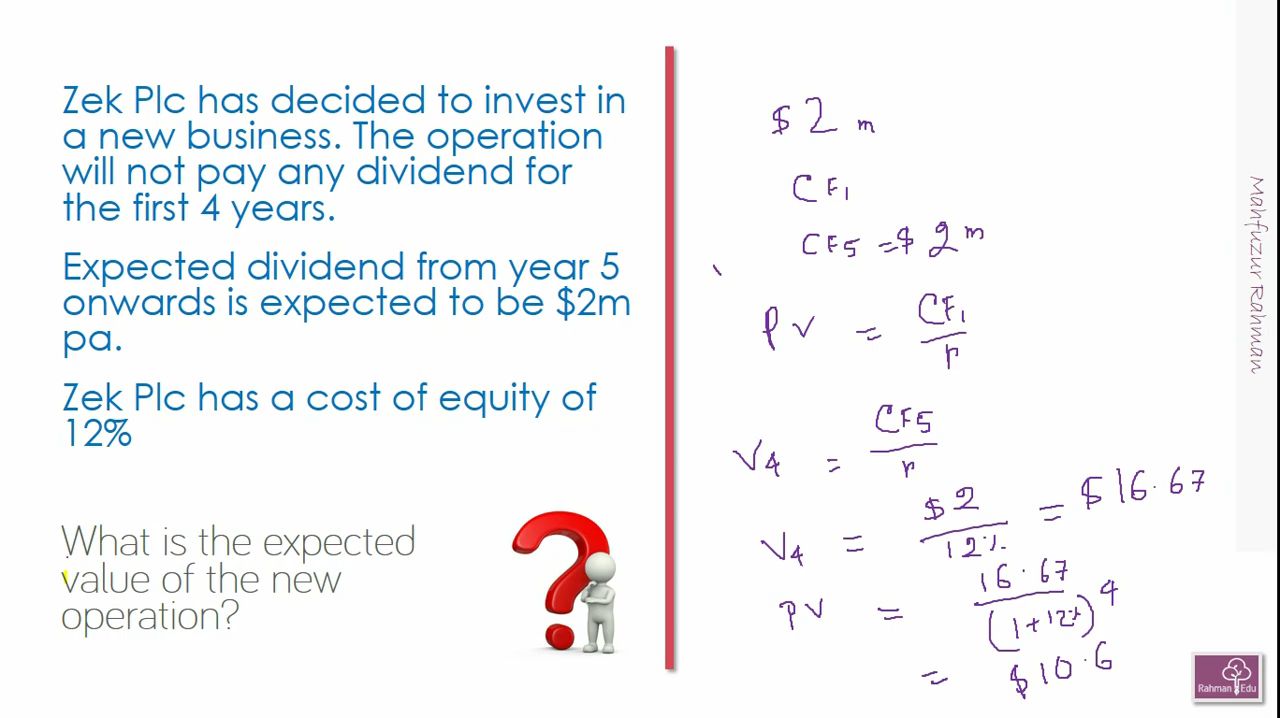 Zek Plc has decided to invest in
a new business. The operation
will not pay any dividend for
the first 4 years.
Expected dividend from year 5
onwards is expected to be $2m
pa.
Zek Plc has a cost of equity of
12%
What is the expected
value of the new
operation?
$2 m
CF1
CF5 = $ 2 m
PV = CF1 / r
V4 = CF5 / r
V4 = $2 / 12% = $16.67
PV = 16.67 / (1+12%)^4
= $10.6
Mahfuzur Rahman
Rahman Edu